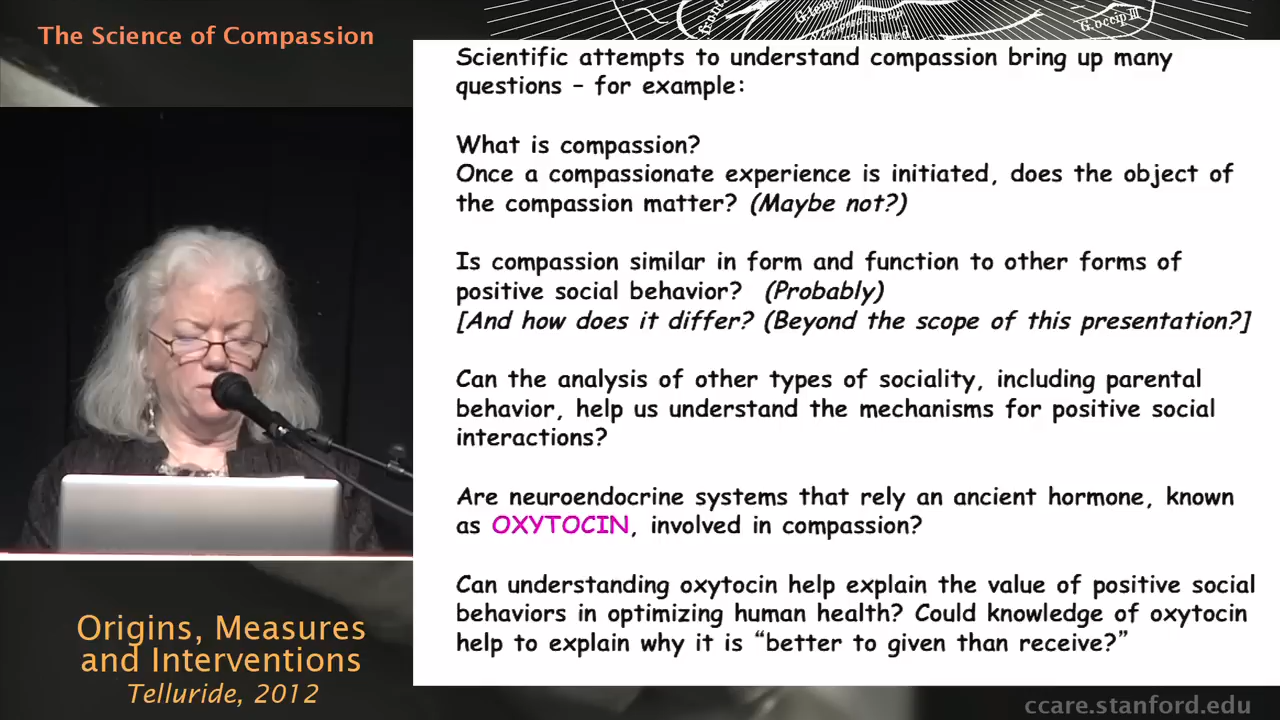 The Science of Compassion
G.occip III
Scientific attempts to understand compassion bring up many
questions – for example:
What is compassion?
Once a compassionate experience is initiated, does the object of
the compassion matter? (Maybe not?)
Is compassion similar in form and function to other forms of
positive social behavior? (Probably)
[And how does it differ? (Beyond the scope of this presentation?]
Can the analysis of other types of sociality, including parental
behavior, help us understand the mechanisms for positive social
interactions?
Are neuroendocrine systems that rely an ancient hormone, known
as OXYTOCIN, involved in compassion?
Can understanding oxytocin help explain the value of positive social
behaviors in optimizing human health? Could knowledge of oxytocin
help to explain why it is “better to given than receive?”
Origins, Measures
and Interventions
Telluride, 2012
ccare.stanford.edu